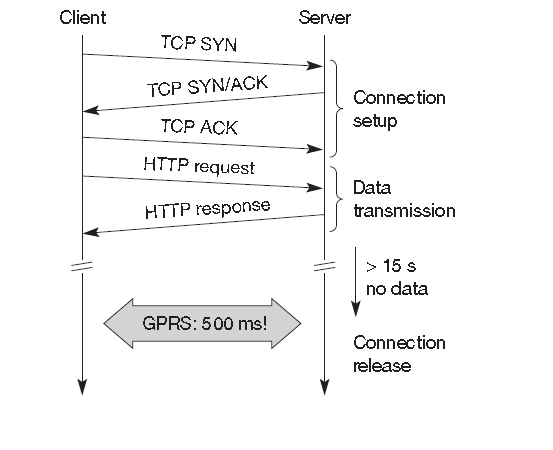 Client
Server
TCP SYN
TCP SYN/ACK
Connection
setup
TCP ACK
HTTP request
Data
transmission
HTTP response
> 15 s
no data
GPRS: 500 ms!
Connection
release